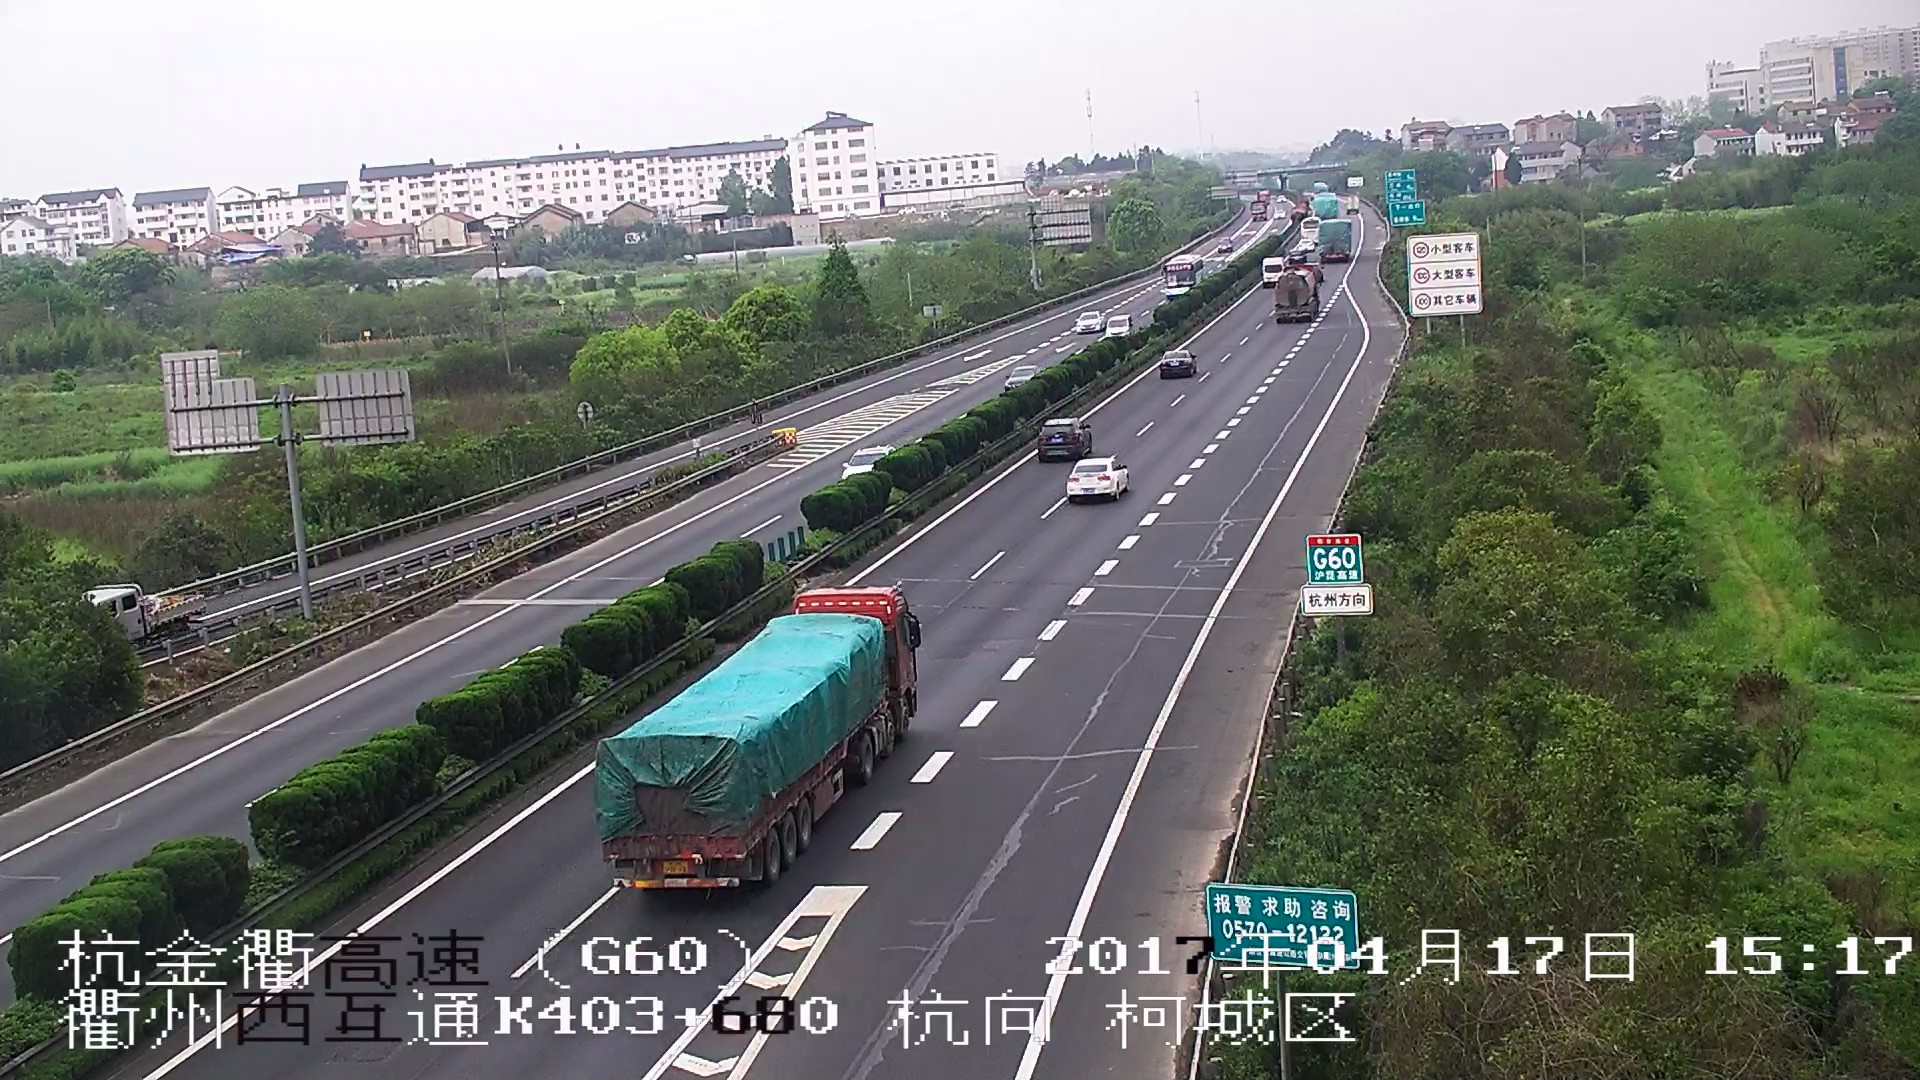 小型客车
大型客车
其它车辆
G60
沪昆高速
杭州方向
报警 求助 咨询
0570-12122
杭金衢高速（G60） 2017年04月17日 15:17
衢州西互通K403+680 杭向 柯城区